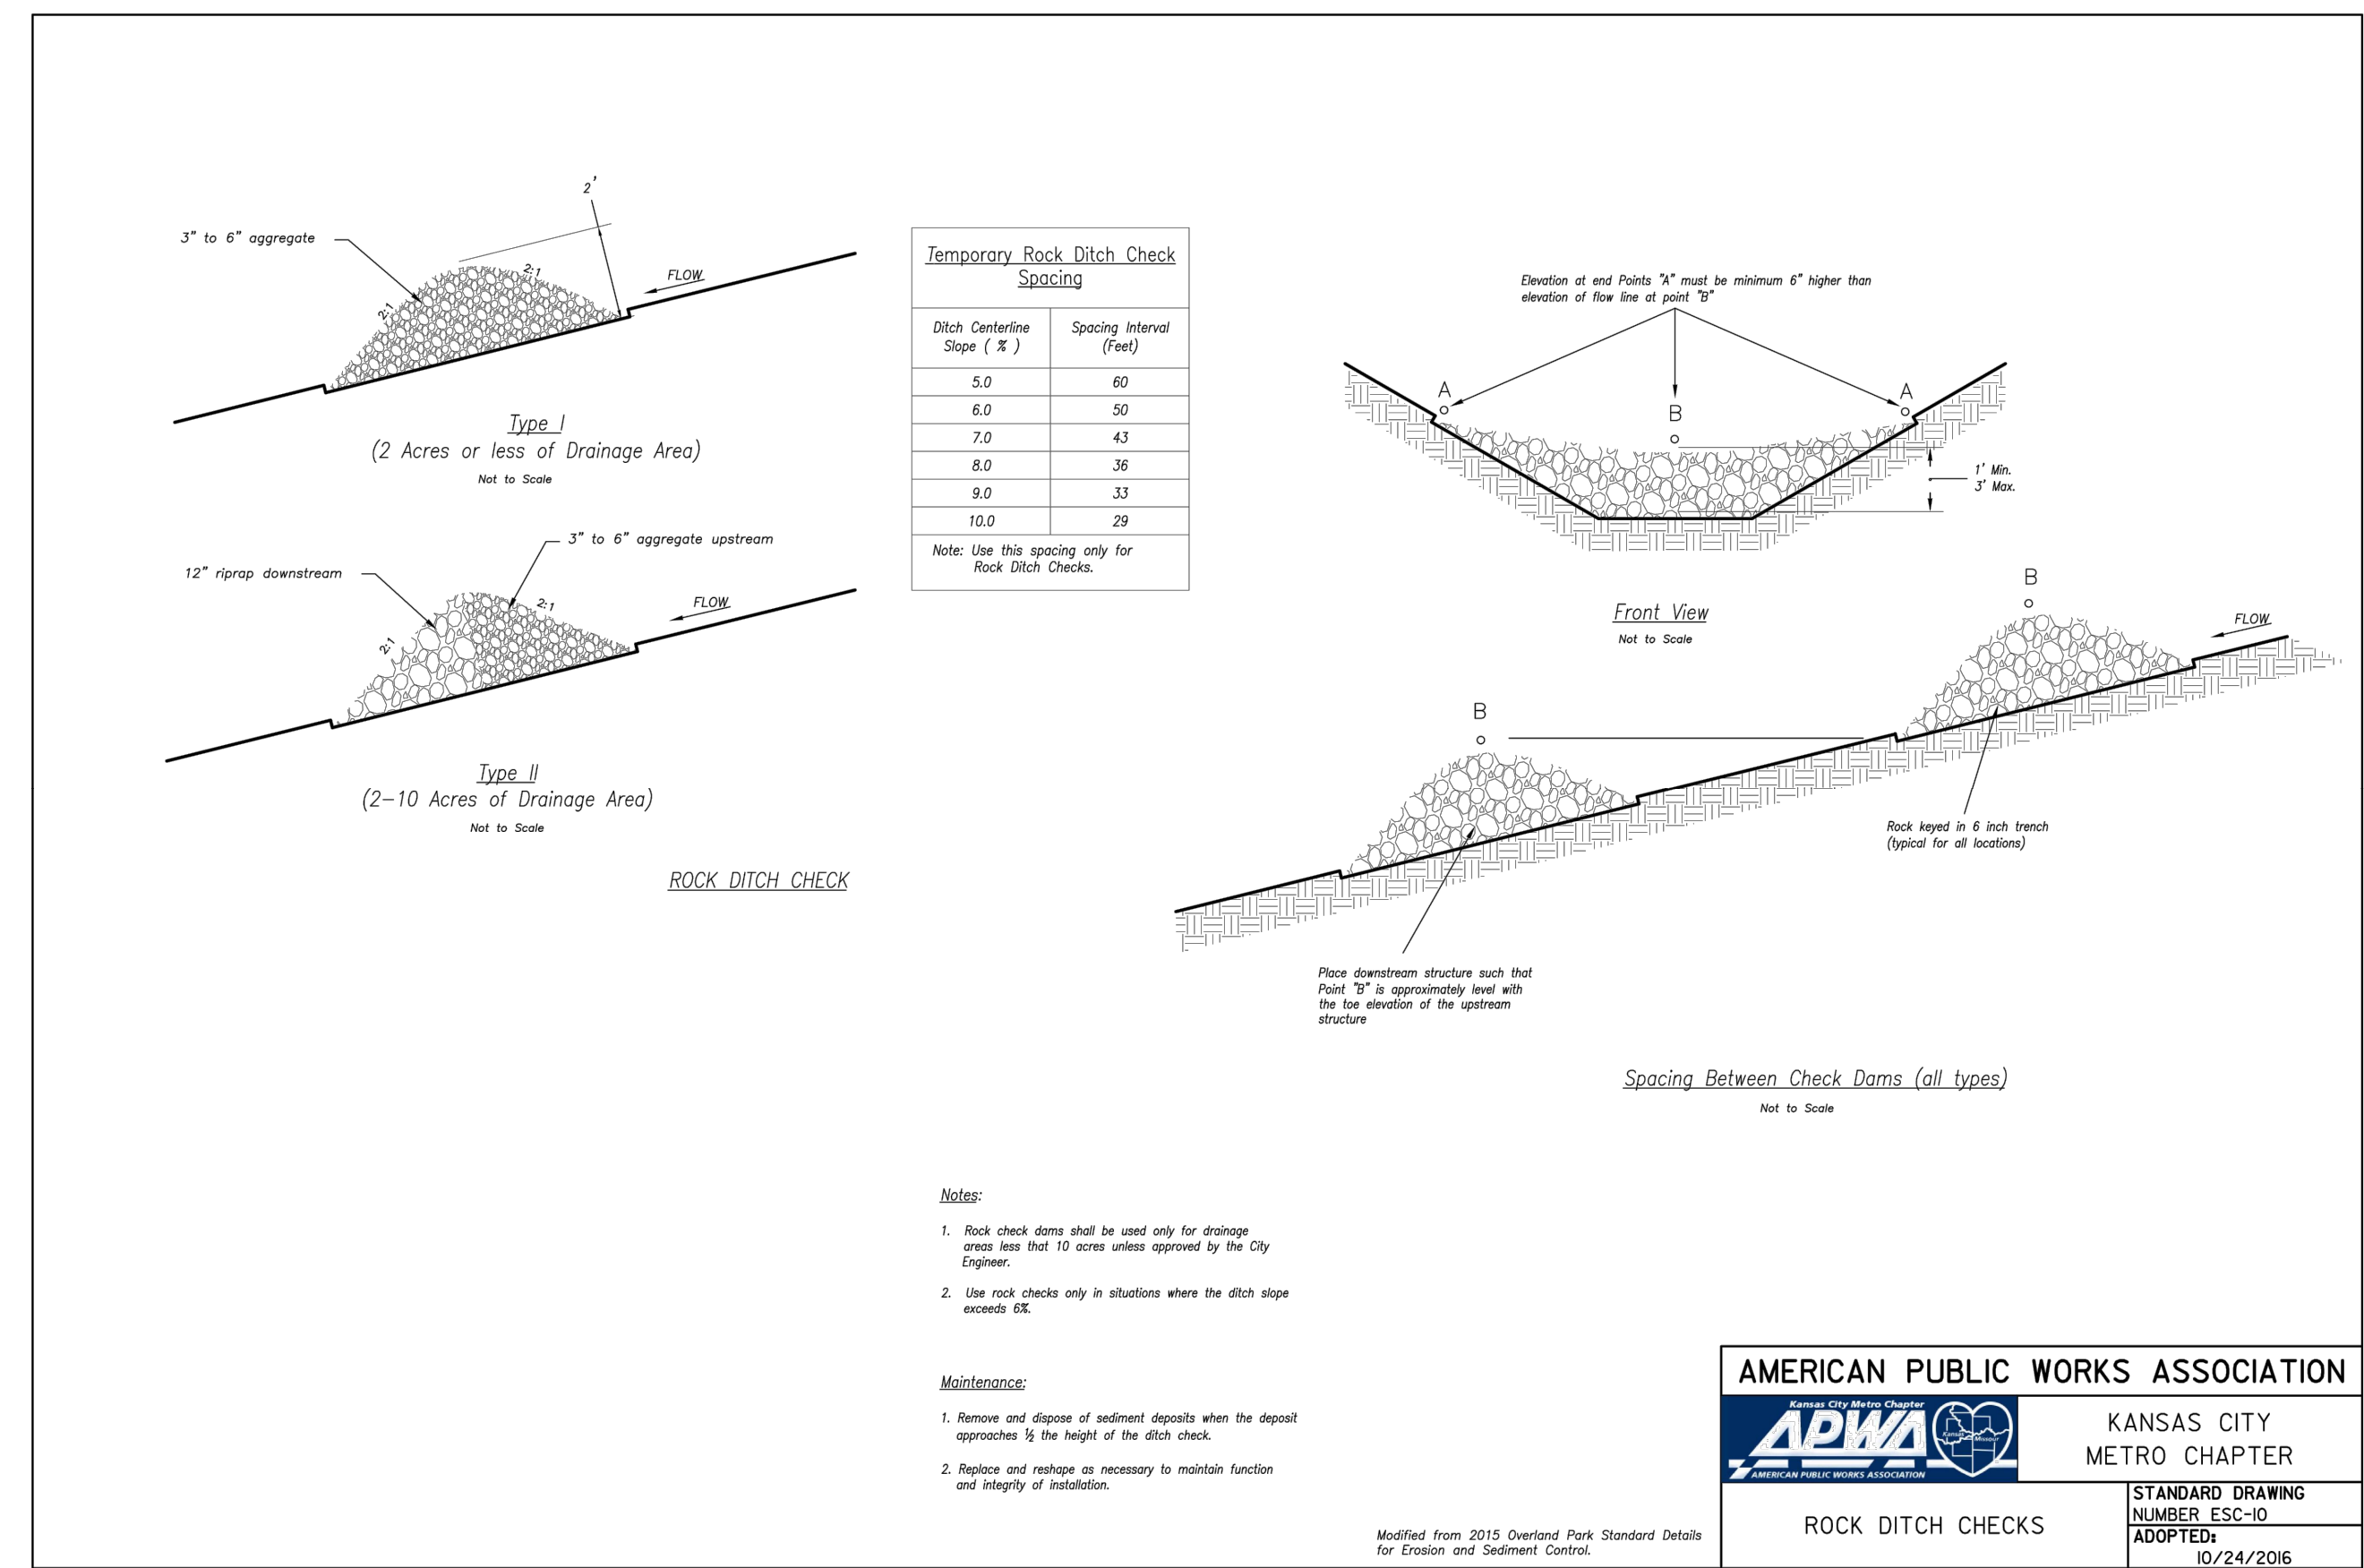 2'
3" to 6" aggregate
2:1
2:1
FLOW
Type I
(2 Acres or less of Drainage Area)
Not to Scale
3" to 6" aggregate upstream
12" riprap downstream
2:1
2:1
FLOW
Type II
(2-10 Acres of Drainage Area)
Not to Scale
ROCK DITCH CHECK
Temporary Rock Ditch Check
Spacing
Ditch Centerline Slope ( % ) Spacing Interval (Feet)
5.0 60
6.0 50
7.0 43
8.0 36
9.0 33
10.0 29
Note: Use this spacing only for
Rock Ditch Checks.
Elevation at end Points "A" must be minimum 6" higher than
elevation of flow line at point "B"
A
B
A
1' Min.
3' Max.
Front View
Not to Scale
B
FLOW
B
Rock keyed in 6 inch trench
(typical for all locations)
Place downstream structure such that
Point "B" is approximately level with
the toe elevation of the upstream
structure
Spacing Between Check Dams (all types)
Not to Scale
Notes:
1. Rock check dams shall be used only for drainage
areas less that 10 acres unless approved by the City
Engineer.
2. Use rock checks only in situations where the ditch slope
exceeds 6%.
Maintenance:
1. Remove and dispose of sediment deposits when the deposit
approaches ½ the height of the ditch check.
2. Replace and reshape as necessary to maintain function
and integrity of installation.
Modified from 2015 Overland Park Standard Details
for Erosion and Sediment Control.
AMERICAN PUBLIC WORKS ASSOCIATION
Kansas City Metro Chapter
APWA
Kansas Missouri
AMERICAN PUBLIC WORKS ASSOCIATION
KANSAS CITY
METRO CHAPTER
ROCK DITCH CHECKS
STANDARD DRAWING
NUMBER ESC-10
ADOPTED:
10/24/2016